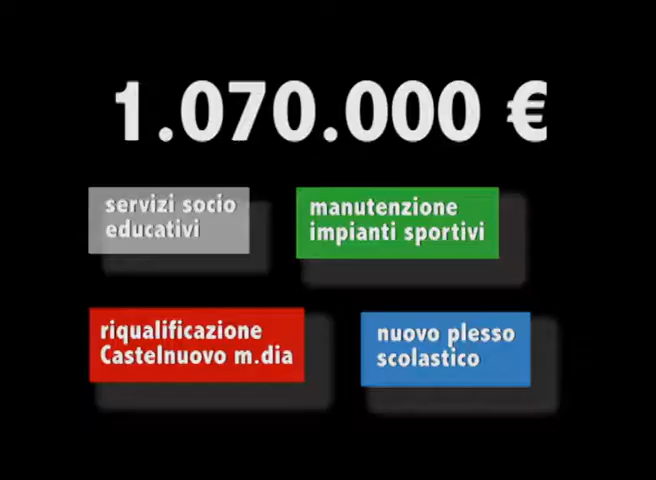 1.070.000 €
servizi socio
educativi
manutenzione
impianti sportivi
riqualificazione
Castelnuovo m.dia
nuovo plesso
scolastico